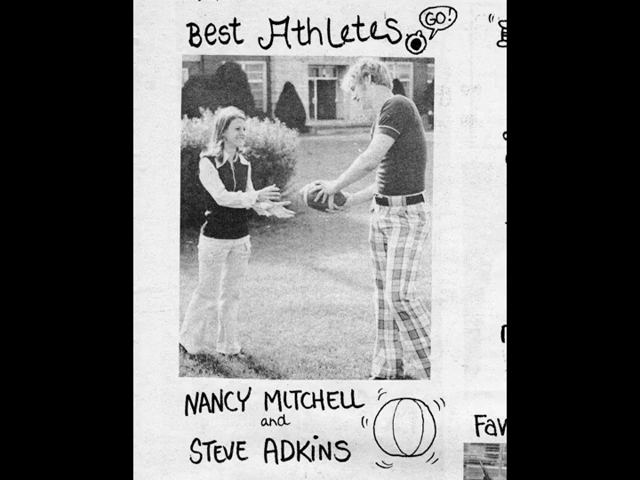 Best Athletes
GO!
NANCY MITCHELL
and
STEVE ADKINS
Fav